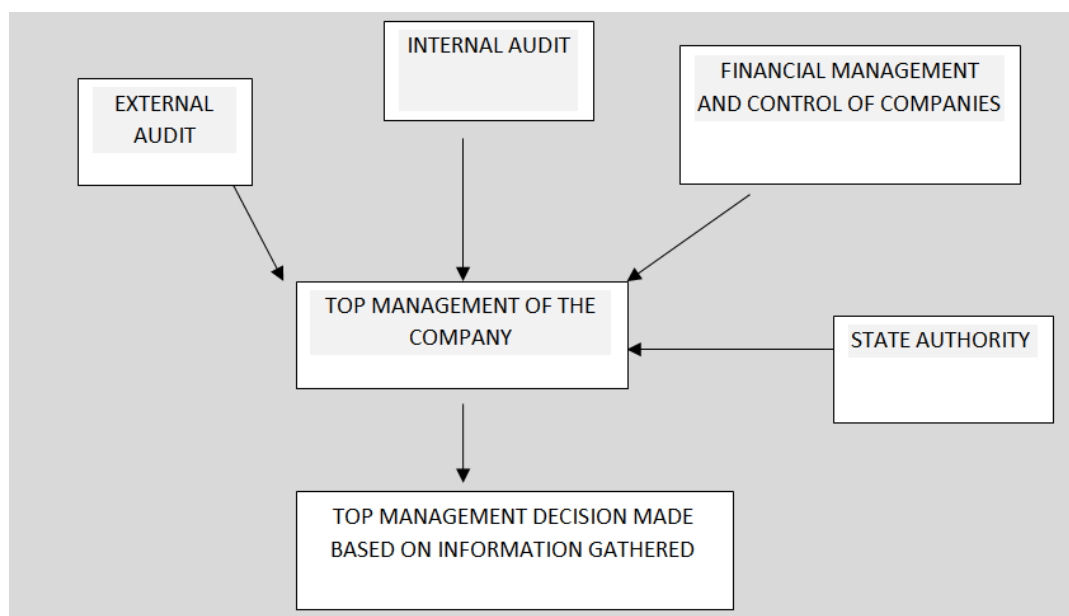 INTERNAL AUDIT
EXTERNAL
AUDIT
FINANCIAL MANAGEMENT
AND CONTROL OF COMPANIES
TOP MANAGEMENT OF THE
COMPANY
STATE AUTHORITY
TOP MANAGEMENT DECISION MADE
BASED ON INFORMATION GATHERED